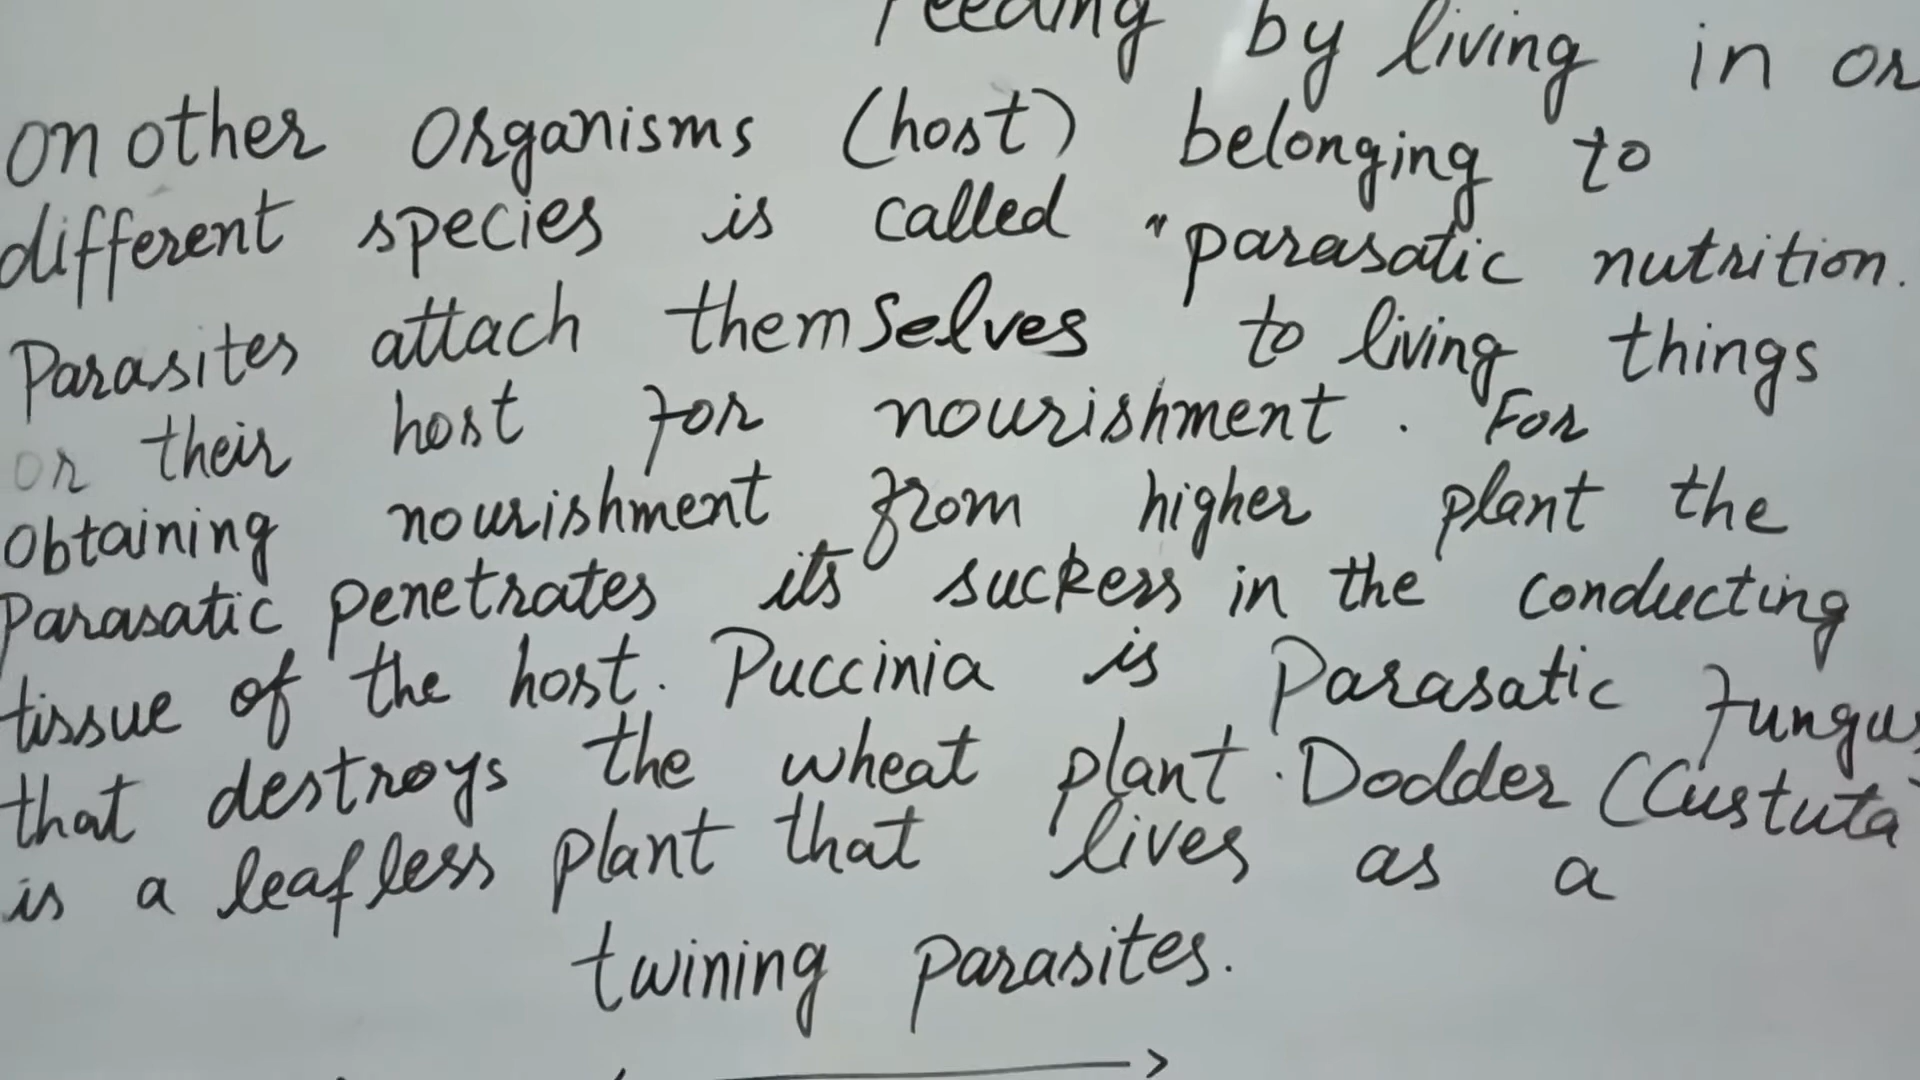 feeding by living in or
on other organisms (host) belonging to
different species is called "parasatic nutrition.
Parasites attach themselves to living things
or their host for nourishment. For
obtaining nourishment from higher plant the
Parasatic penetrates its suckers in the conducting
tissue of the host. Puccinia is Parasatic fungus
that destroys the wheat plant. Dodder (Custuta
is a leafless plant that lives as a
twining parasites.